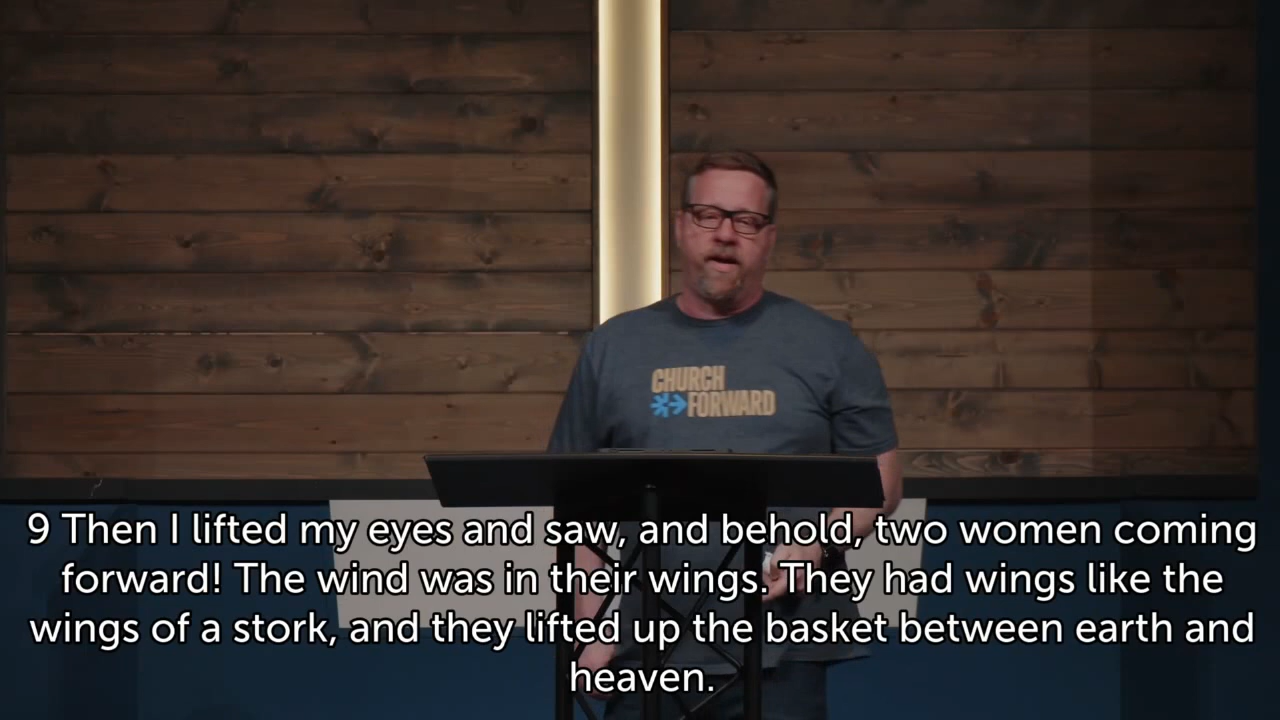 CHURCH
FORWARD
9 Then I lifted my eyes and saw, and behold, two women coming
forward! The wind was in their wings. They had wings like the
wings of a stork, and they lifted up the basket between earth and
heaven.